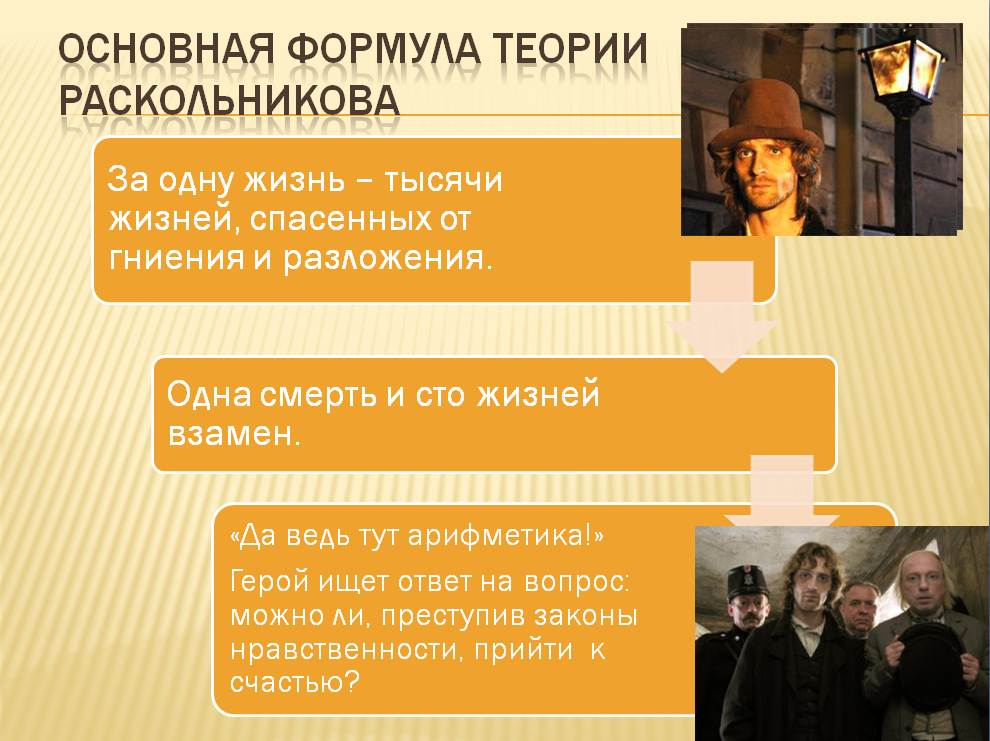 ОСНОВНАЯ ФОРМУЛА ТЕОРИИ
РАСКОЛЬНИКОВА
За одну жизнь – тысячи
жизней, спасенных от
гниения и разложения.
Одна смерть и сто жизней
взамен.
«Да ведь тут арифметика!»
Герой ищет ответ на вопрос:
можно ли, преступив законы
нравственности, прийти к
счастью?